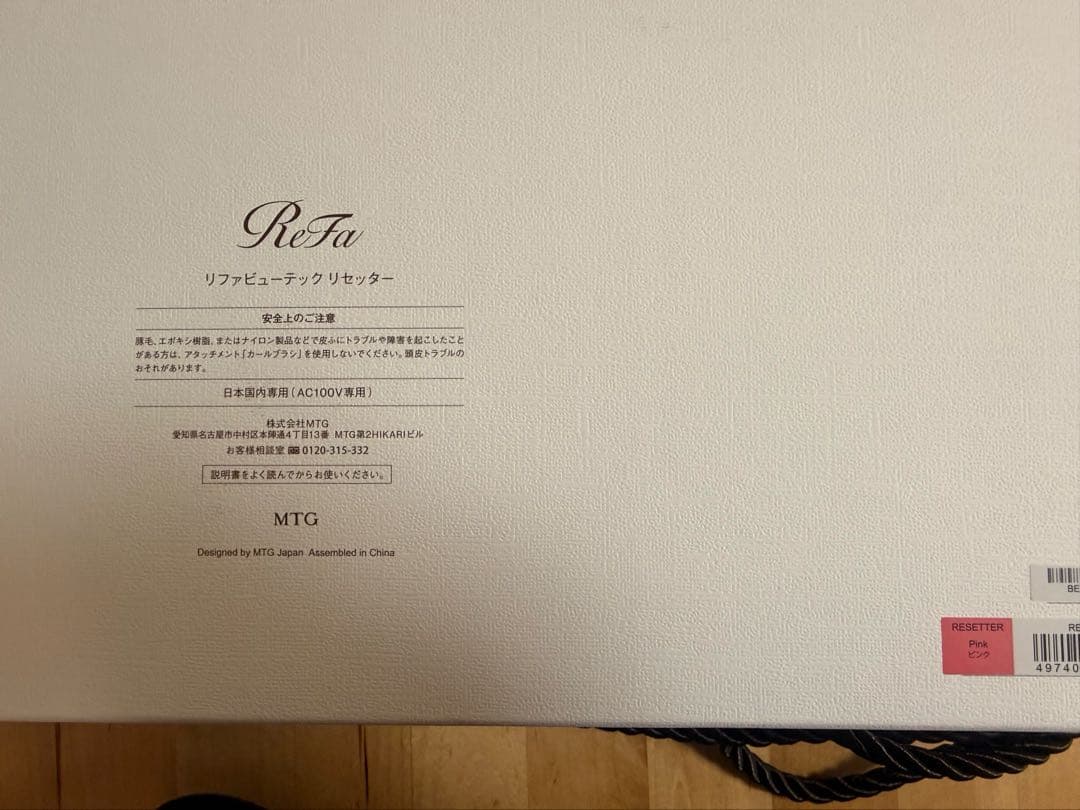 ReFa
リファビューテック リセッター
安全上のご注意
豚毛、エポキシ樹脂、またはナイロン製品などで皮ふにトラブルや障害を起こしたこと
がある方は、アタッチメント「カールブラシ」を使用しないでください。頭皮トラブルの
おそれがあります。
日本国内専用(AC100V専用)
株式会社MTG
愛知県名古屋市中村区本陣通4丁目13番 MTG第2HIKARIビル
お客様相談室 0120-315-332
説明書をよく読んでからお使いください。
MTG
Designed by MTG Japan Assembled in China
BE
RESETTER
Pink
ピンク
RE
49740